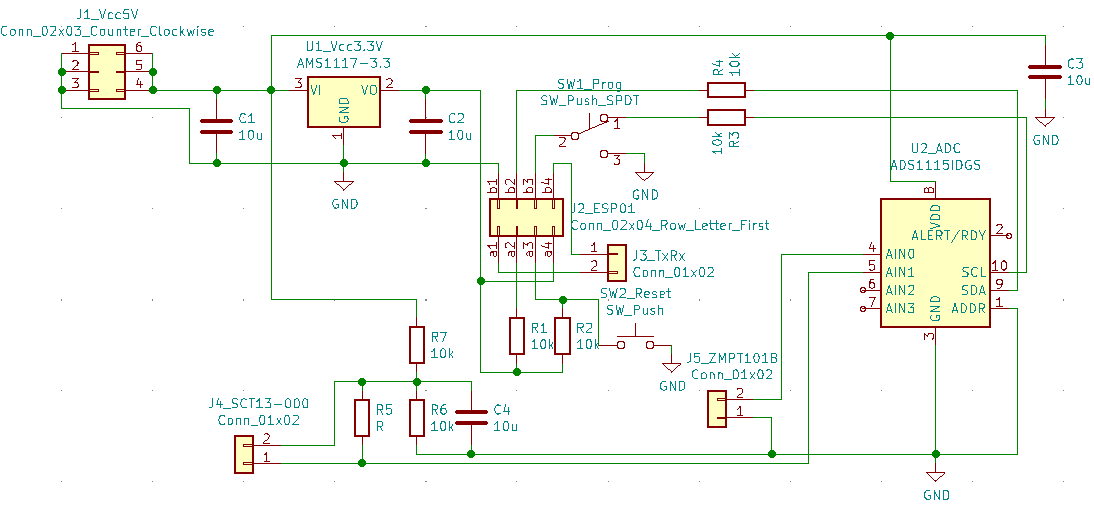 J1_Vcc5V
Conn_02x03_Counter_Clockwise
1 6
2 5
3 4
U1_Vcc3.3V
AMS1117-3.3
3 VI VO 2
GND
1
GND
C1
10u
C2
10u
SW1_Prog
SW_Push_SPDT
1
2
3
GND
R4
10k
10k
R3
C3
10u
GND
b1 b2 b3 b4
J2_ESP01
Conn_02x04_Row_Letter_First
a1 a2 a3 a4
1
2
J3_TxRx
Conn_01x02
SW2_Reset
SW_Push
GND
R1
10k
R2
10k
U2_ADC
ADS1115IDGS
8
VDD
ALERT/RDY 2
4 AIN0
5 AIN1 SCL 10
6 AIN2 SDA 9
7 AIN3 ADDR 1
GND
3
GND
R7
10k
J5_ZMPT101B
Conn_01x02
2
1
J4_SCT13-000
Conn_01x02
2
1
R5
R
R6
10k
C4
10u